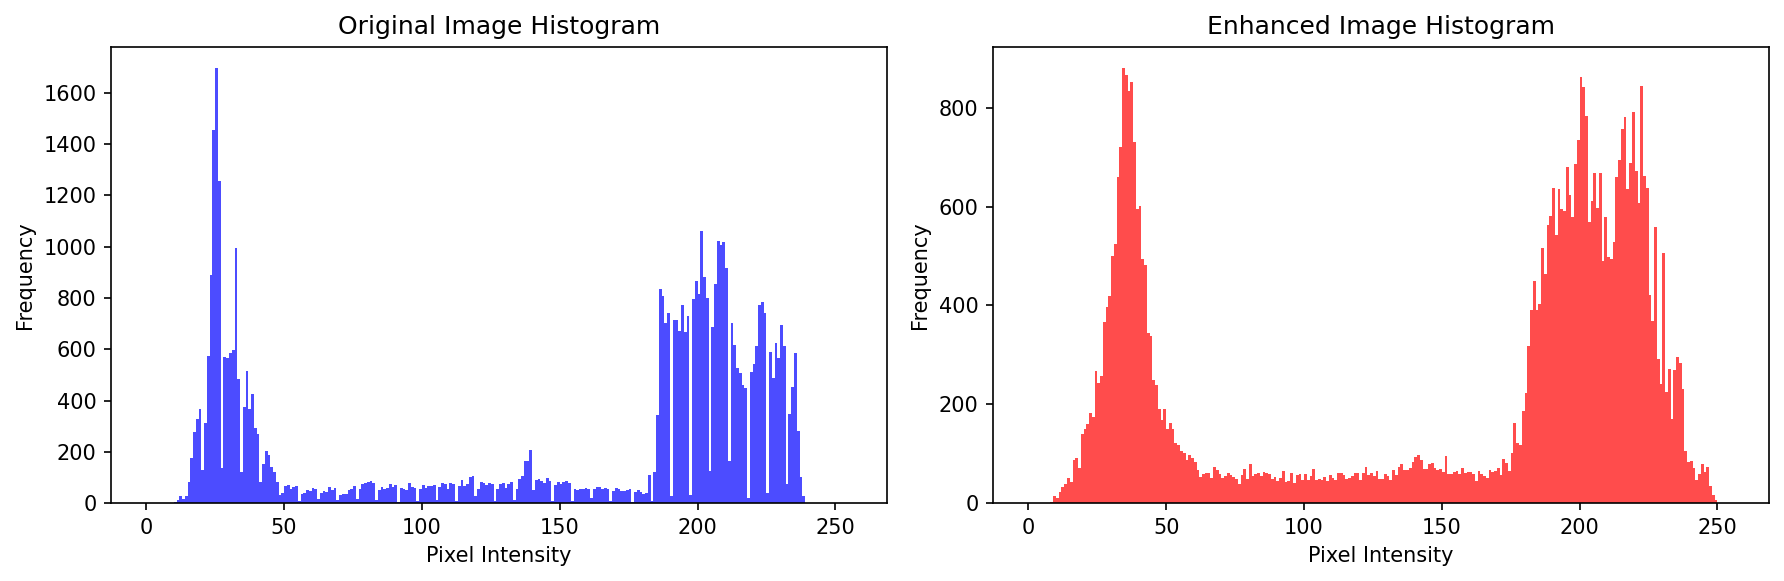 Original Image Histogram
Frequency
1600
1400
1200
1000
800
600
400
200
0
0 50 100 150 200 250
Pixel Intensity
Enhanced Image Histogram
Frequency
800
600
400
200
0
0 50 100 150 200 250
Pixel Intensity